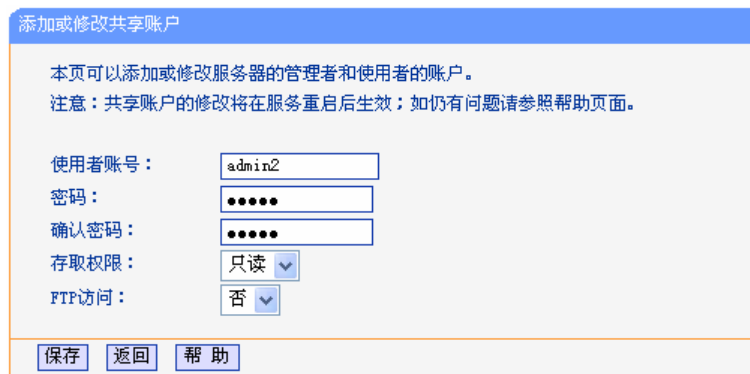 添加或修改共享账户
本页可以添加或修改服务器的管理者和使用者的账户。
注意：共享账户的修改将在服务重启后生效；如仍有问题请参照帮助页面。
使用者账号： admin2
密码： ●●●●●
确认密码： ●●●●●
存取权限： 只读
FTP访问： 否
保存 返回 帮 助